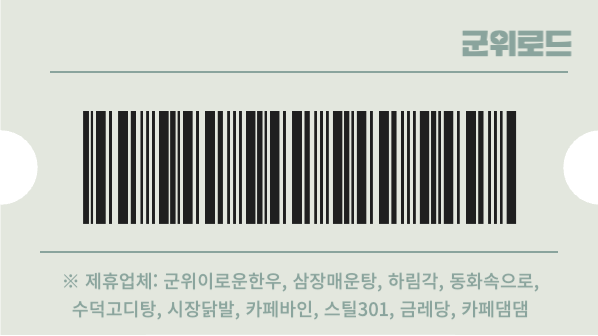 군위로드
※ 제휴업체: 군위이로운한우, 삼장매운탕, 하림각, 동화속으로,
수덕고디탕, 시장닭발, 카페바인, 스틸301, 금레당, 카페댐댐